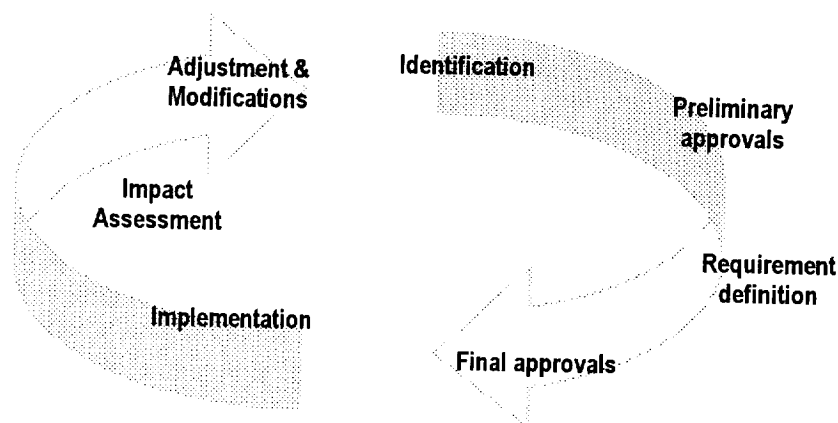 Adjustment &
Modifications
Identification
Preliminary
approvals
Impact
Assessment
Requirement
definition
Implementation
Final approvals